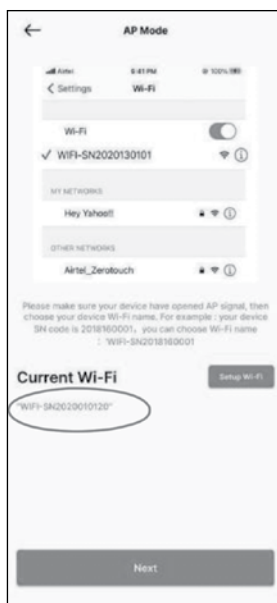 AP Mode
Airtel 8:41 PM 100%
Settings Wi-Fi
Wi-Fi
WIFI-SN2020130101
MY NETWORKS
Hey Yahoo!!
OTHER NETWORKS
Airtel_Zerotouch
Please make sure your device have opened AP signal, then
choose your device Wi-Fi name. For example : your device
SN code is 2018160001, you can choose Wi-Fi name
: 'WIFI-SN2018160001
Current Wi-Fi
Setup Wi-Fi
"WIFI-SN2020010120"
Next